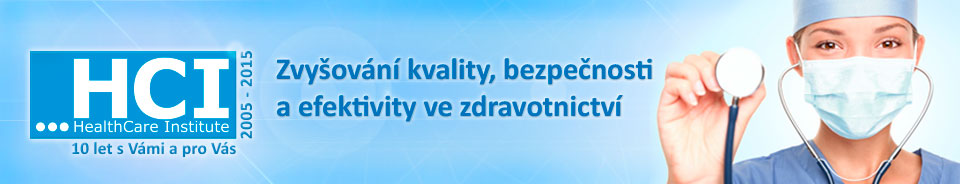 HCI
HealthCare Institute
2005 - 2015
10 let s Vámi a pro Vás
Zvyšování kvality, bezpečnosti
a efektivity ve zdravotnictví